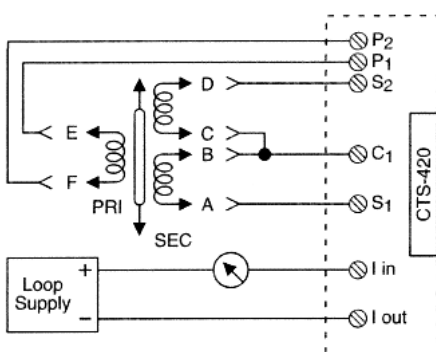 P2
P1
D
S2
E
C
B
C1
F
PRI
A
S1
SEC
CTS-420
+
I in
Loop
Supply
−
I out